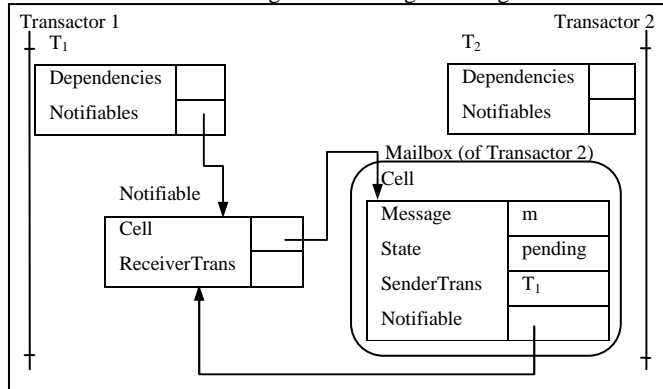 Transactor 1
Transactor 2
T1
T2
Dependencies
Notifiables
Dependencies
Notifiables
Mailbox (of Transactor 2)
Notifiable
Cell
ReceiverTrans
Cell
Message m
State pending
SenderTrans T1
Notifiable